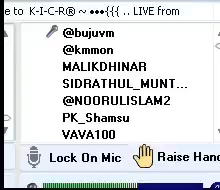 e to K-I-C-R® ~ •••{{{ .. LIVE from
@bujuvm
@kmmon
MALIKDHINAR
SIDRATHUL_MUNT...
@NOORULISLAM2
PK_Shamsu
VAVA100
Lock On Mic Raise Hand